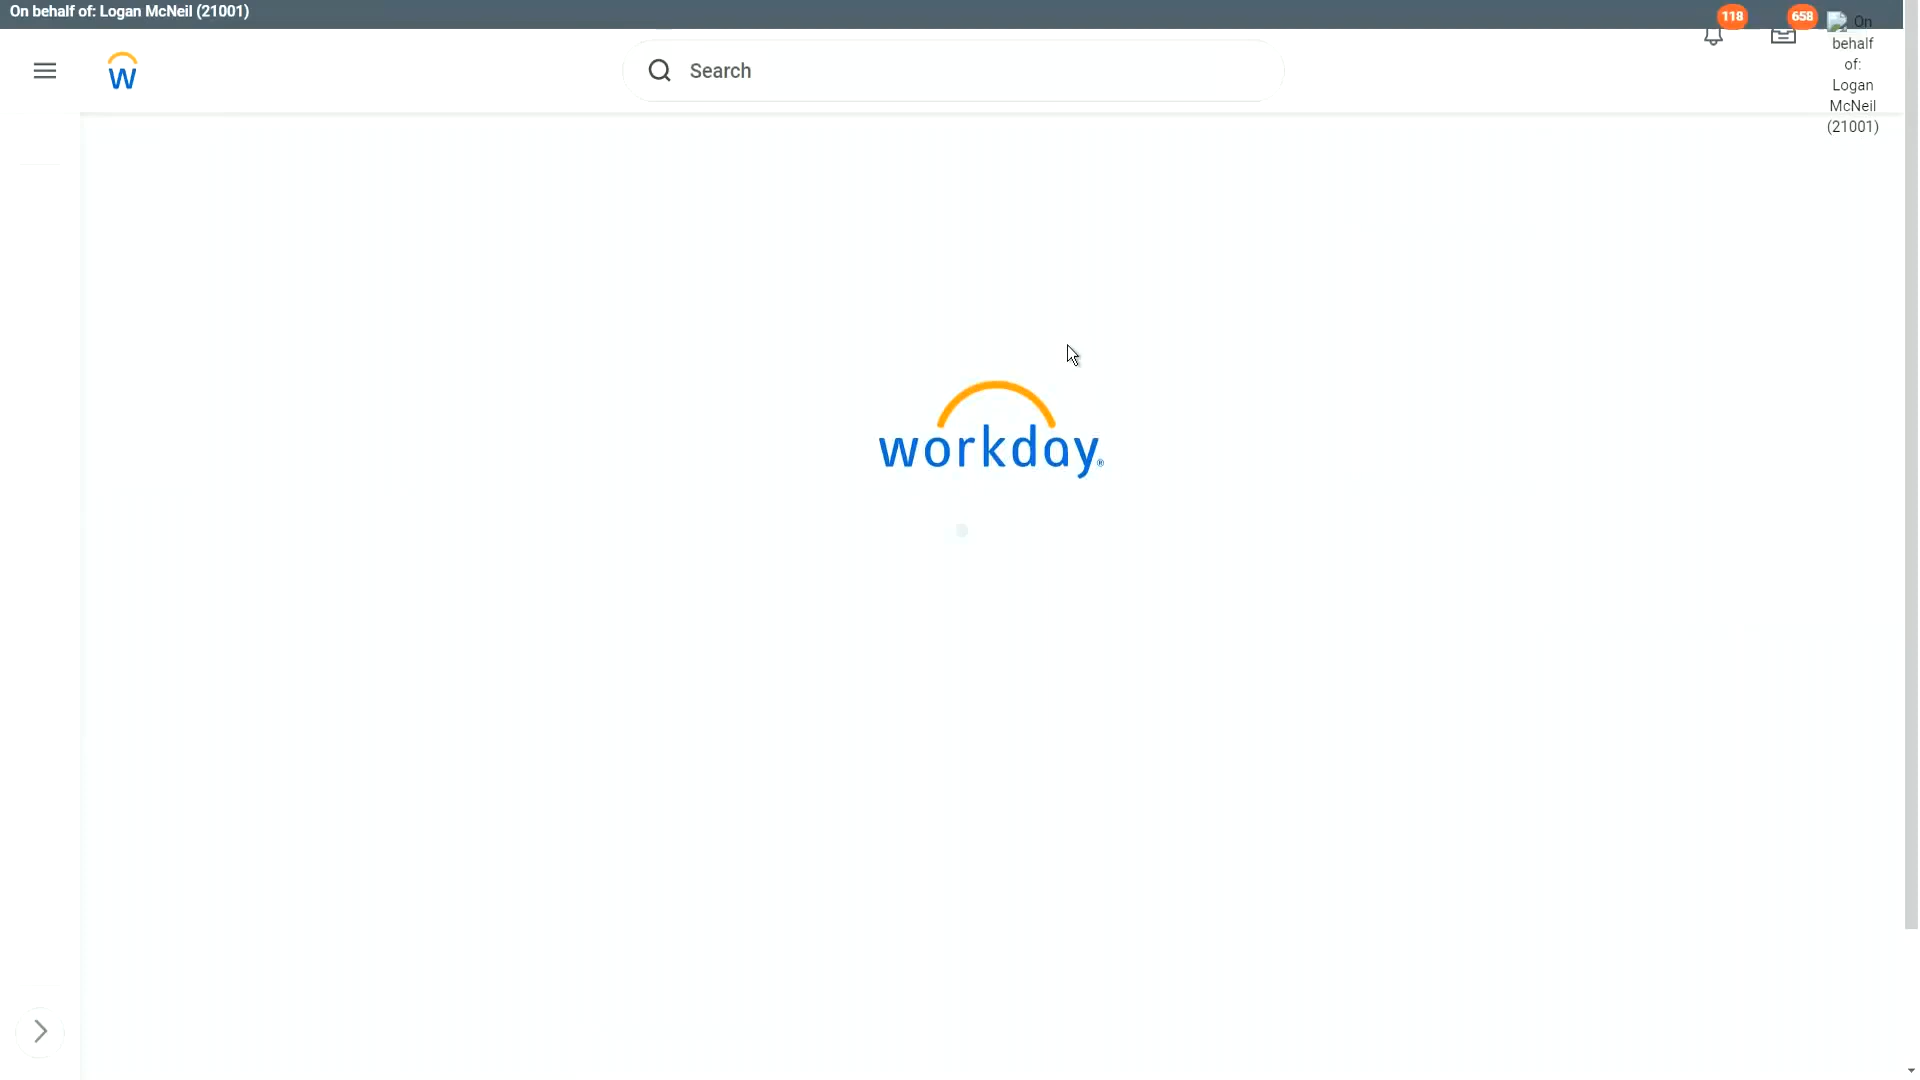 On behalf of: Logan McNeil (21001)
118
658
W
Search
On
behalf
of:
Logan
McNeil
(21001)
workday®